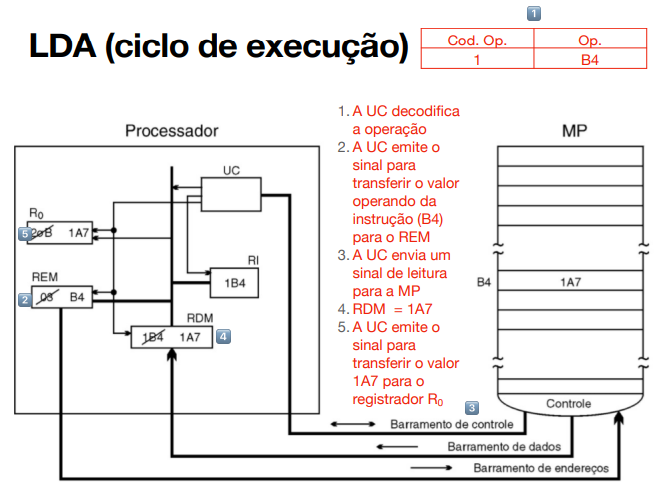 1
LDA (ciclo de execução)
Cod. Op. Op.
1 B4
1. A UC decodifica
a operação
2. A UC emite o
sinal para
transferir o valor
operando da
instrução (B4)
para o REM
3. A UC envia um
sinal de leitura
para a MP
4. RDM = 1A7
5. A UC emite o
sinal para
transferir o valor
1A7 para o
registrador R₀
Processador
UC
R₀
5 1A7
RI
1B4
REM
2 03 B4
RDM
1B4 1A7 4
MP
B4 1A7
Controle
3
Barramento de controle
Barramento de dados
Barramento de endereços